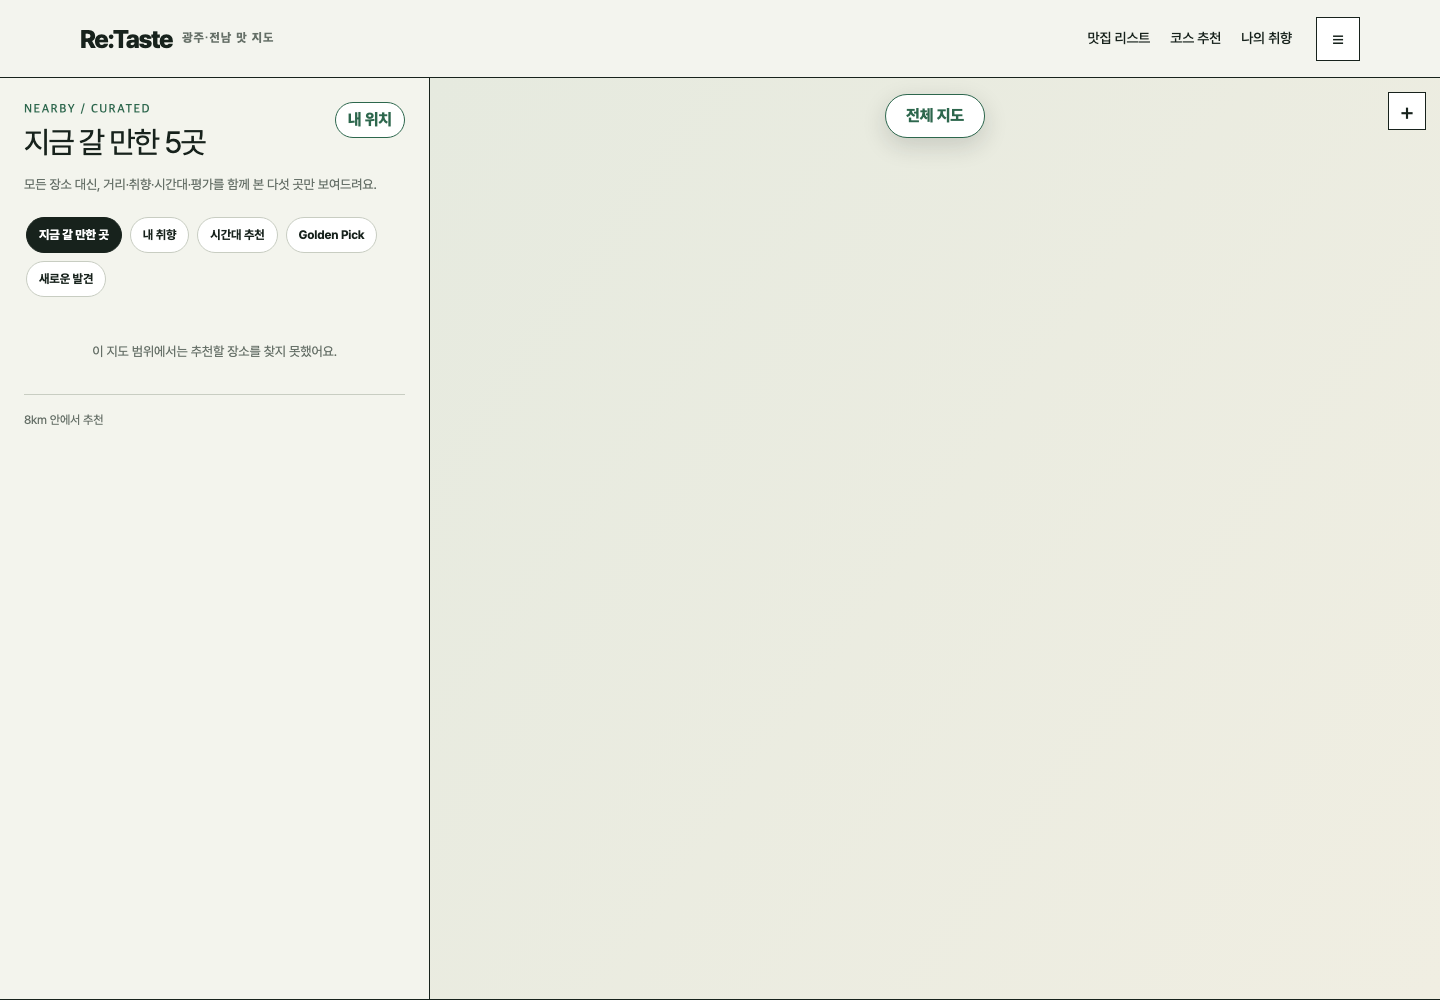 Re:Taste 광주·전남 맛 지도
맛집 리스트 코스 추천 나의 취향 ≡
NEARBY / CURATED
지금 갈 만한 5곳
내 위치
모든 장소 대신, 거리·취향·시간대·평가를 함께 본 다섯 곳만 보여드려요.
지금 갈 만한 곳 내 취향 시간대 추천 Golden Pick
새로운 발견
이 지도 범위에서는 추천할 장소를 찾지 못했어요.
8km 안에서 추천
전체 지도
+